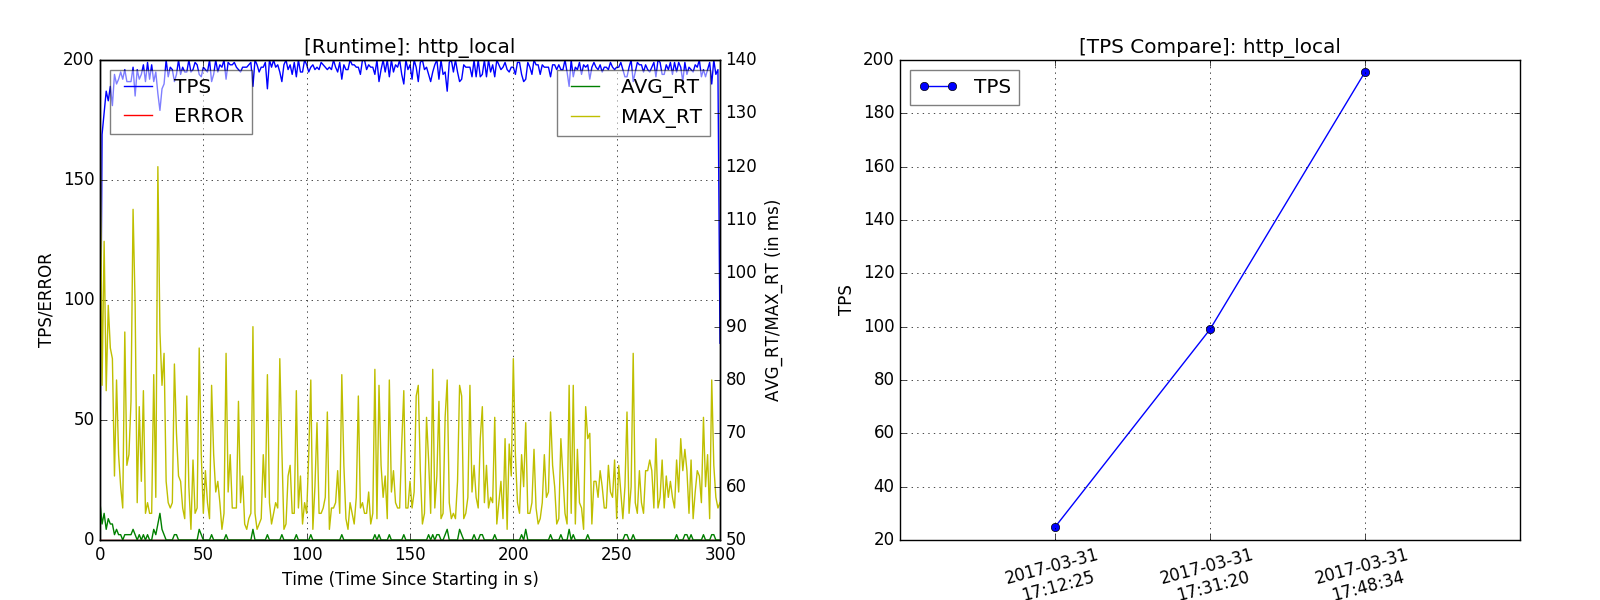 [Runtime]: http_local
200
150
100
50
0
TPS/ERROR
TPS
ERROR
AVG_RT
MAX_RT
140
130
120
110
100
90
80
70
60
50
AVG_RT/MAX_RT (in ms)
0 50 100 150 200 250 300
Time (Time Since Starting in s)
[TPS Compare]: http_local
200
180
160
140
120
100
80
60
40
20
TPS
TPS
2017-03-31
17:12:25
2017-03-31
17:31:20
2017-03-31
17:48:34